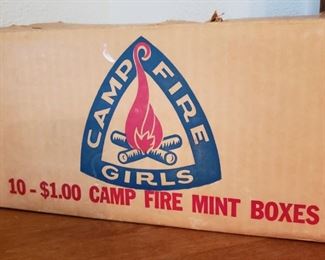 CAMP FIRE
GIRLS
10-$1.00 CAMP FIRE MINT BOXES